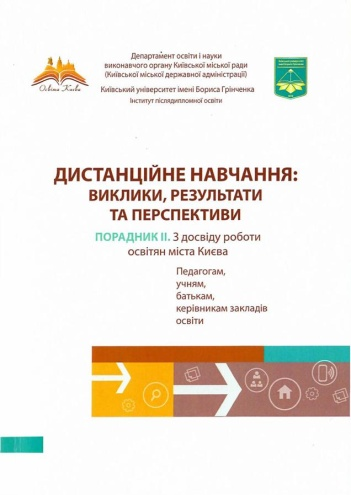 Освіта Києва
Департамент освіти і науки
виконавчого органу Київської міської ради
(Київської міської державної адміністрації)
Київський університет імені Бориса Грінченка
Інститут післядипломної освіти
ДИСТАНЦІЙНЕ НАВЧАННЯ:
ВИКЛИКИ, РЕЗУЛЬТАТИ
ТА ПЕРСПЕКТИВИ
ПОРАДНИК ІІ. З досвіду роботи
освітян міста Києва
Педагогам,
учням,
батькам,
керівникам закладів
освіти